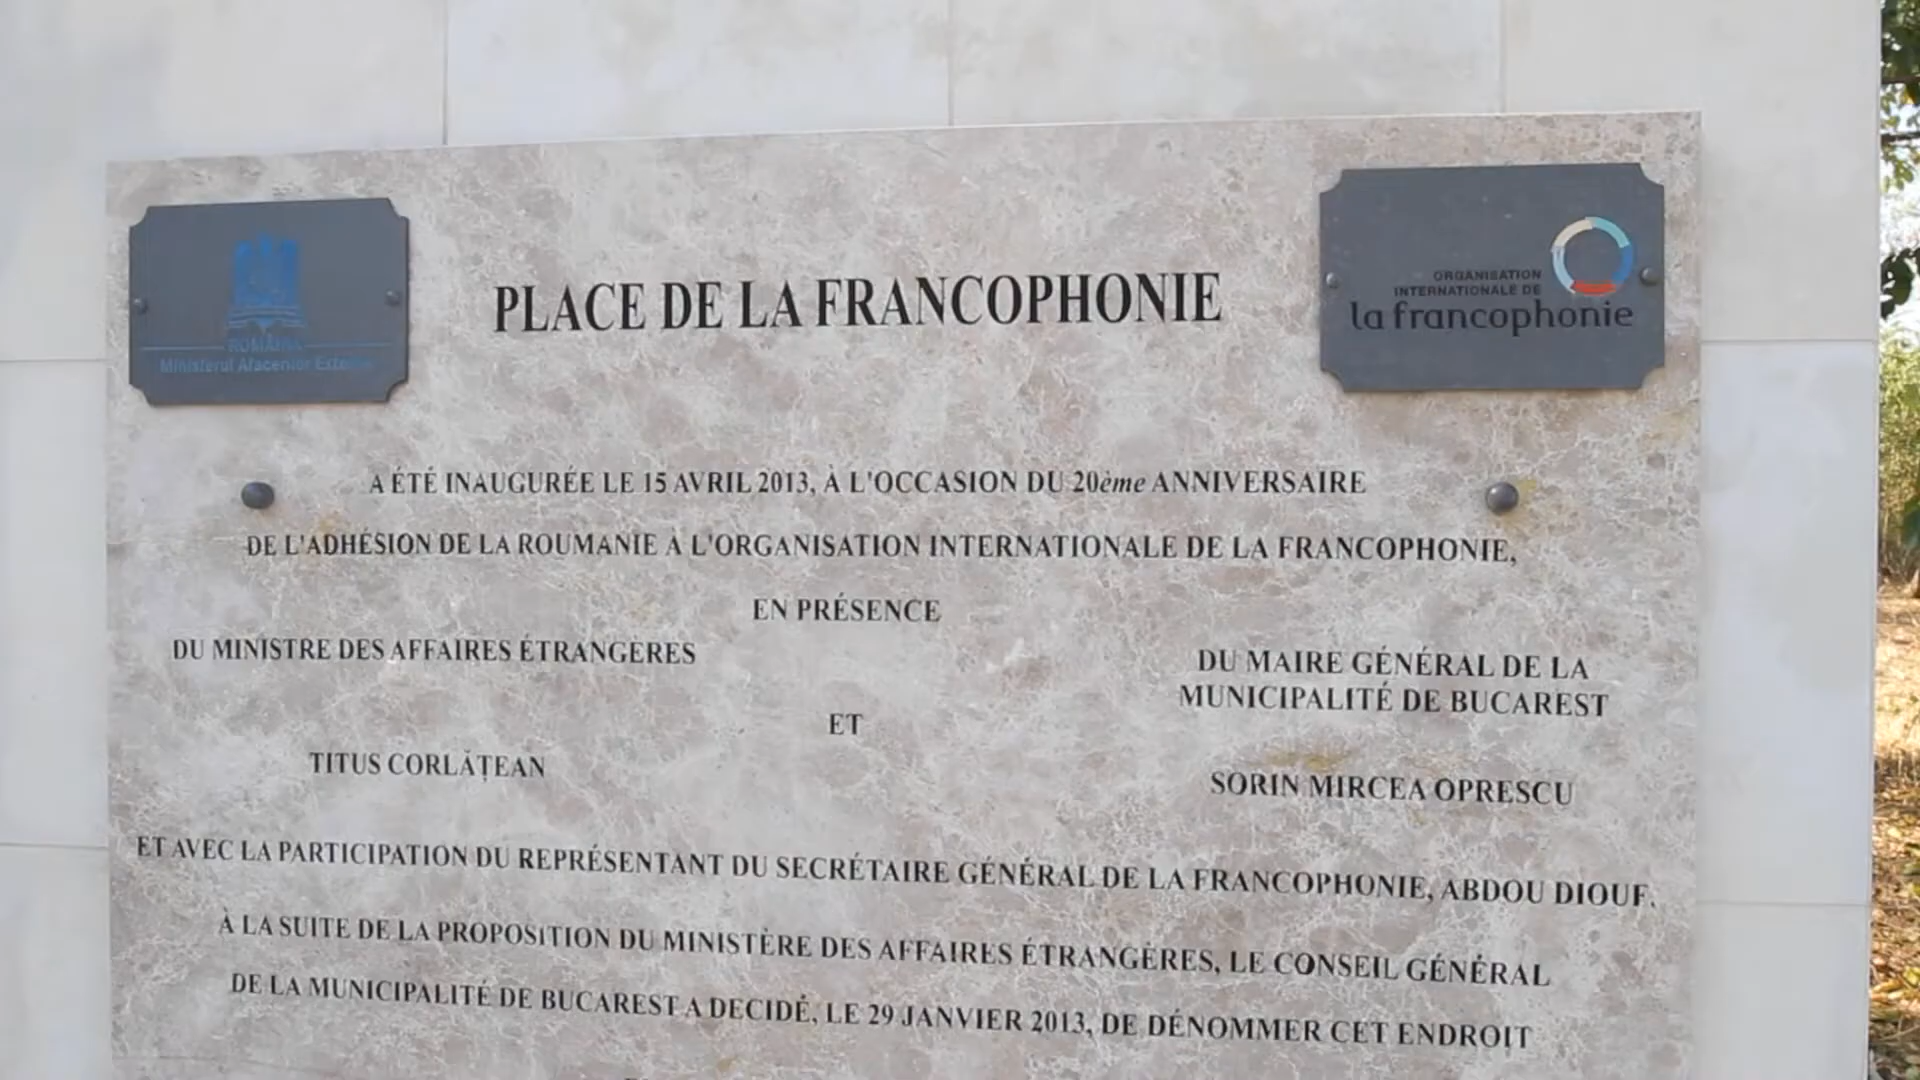 ROMÂNIA
Ministerul Afacerilor Externe
PLACE DE LA FRANCOPHONIE
ORGANISATION
INTERNATIONALE DE
la francophonie
A ÉTÉ INAUGURÉE LE 15 AVRIL 2013, À L'OCCASION DU 20ème ANNIVERSAIRE
DE L'ADHÉSION DE LA ROUMANIE À L'ORGANISATION INTERNATIONALE DE LA FRANCOPHONIE,
EN PRÉSENCE
DU MINISTRE DES AFFAIRES ÉTRANGÈRES
TITUS CORLĂȚEAN
ET
DU MAIRE GÉNÉRAL DE LA
MUNICIPALITÉ DE BUCAREST
SORIN MIRCEA OPRESCU
ET AVEC LA PARTICIPATION DU REPRÉSENTANT DU SECRÉTAIRE GÉNÉRAL DE LA FRANCOPHONIE, ABDOU DIOUF.
À LA SUITE DE LA PROPOSITION DU MINISTÈRE DES AFFAIRES ÉTRANGÈRES, LE CONSEIL GÉNÉRAL
DE LA MUNICIPALITÉ DE BUCAREST A DECIDÉ, LE 29 JANVIER 2013, DE DÉNOMMER CET ENDROIT